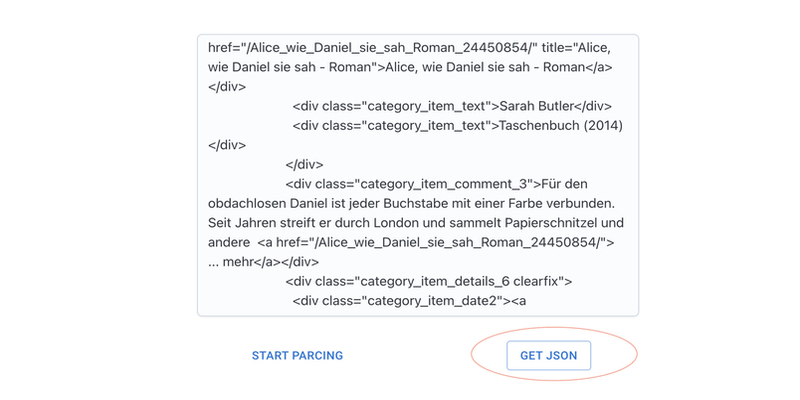 href="/Alice_wie_Daniel_sie_sah_Roman_24450854/" title="Alice,
wie Daniel sie sah - Roman">Alice, wie Daniel sie sah - Roman</a>
</div>
<div class="category_item_text">Sarah Butler</div>
<div class="category_item_text">Taschenbuch (2014)
</div>
</div>
<div class="category_item_comment_3">Für den
obdachlosen Daniel ist jeder Buchstabe mit einer Farbe verbunden.
Seit Jahren streift er durch London und sammelt Papierschnitzel und
andere  <a href="/Alice_wie_Daniel_sie_sah_Roman_24450854/">
... mehr</a></div>
<div class="category_item_details_6 clearfix">
<div class="category_item_date2"><a
START PARCING
GET JSON